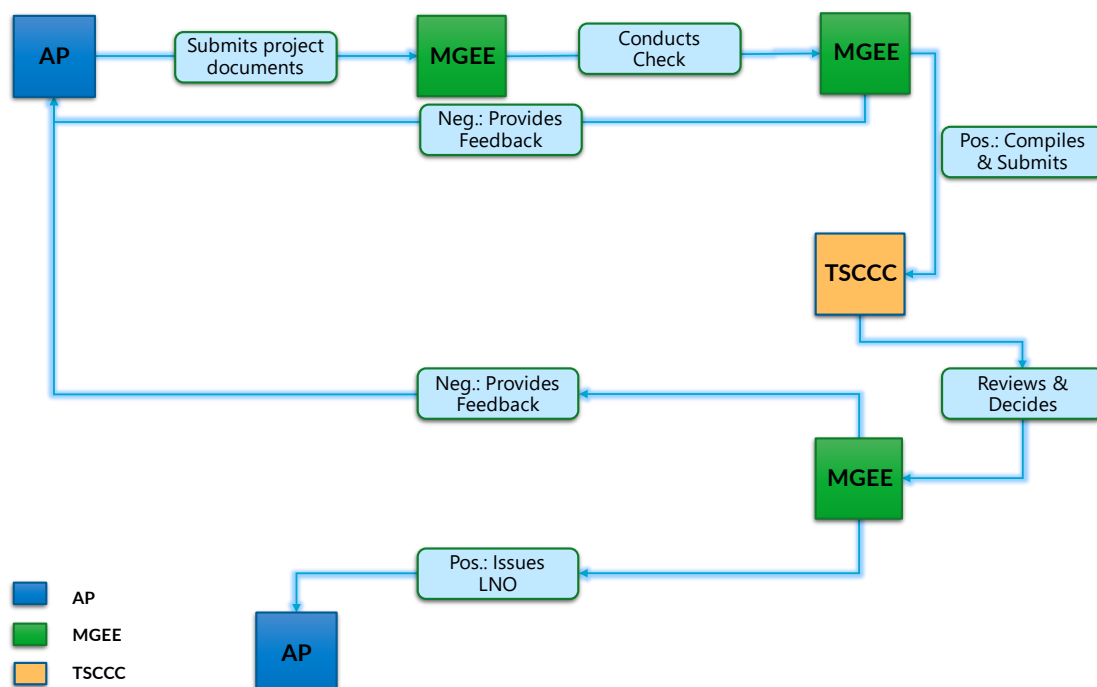 AP
Submits project
documents
MGEE
Conducts
Check
MGEE
Neg.: Provides
Feedback
Pos.: Compiles
& Submits
TSCCC
Neg.: Provides
Feedback
Reviews &
Decides
MGEE
Pos.: Issues
LNO
AP
AP
MGEE
TSCCC